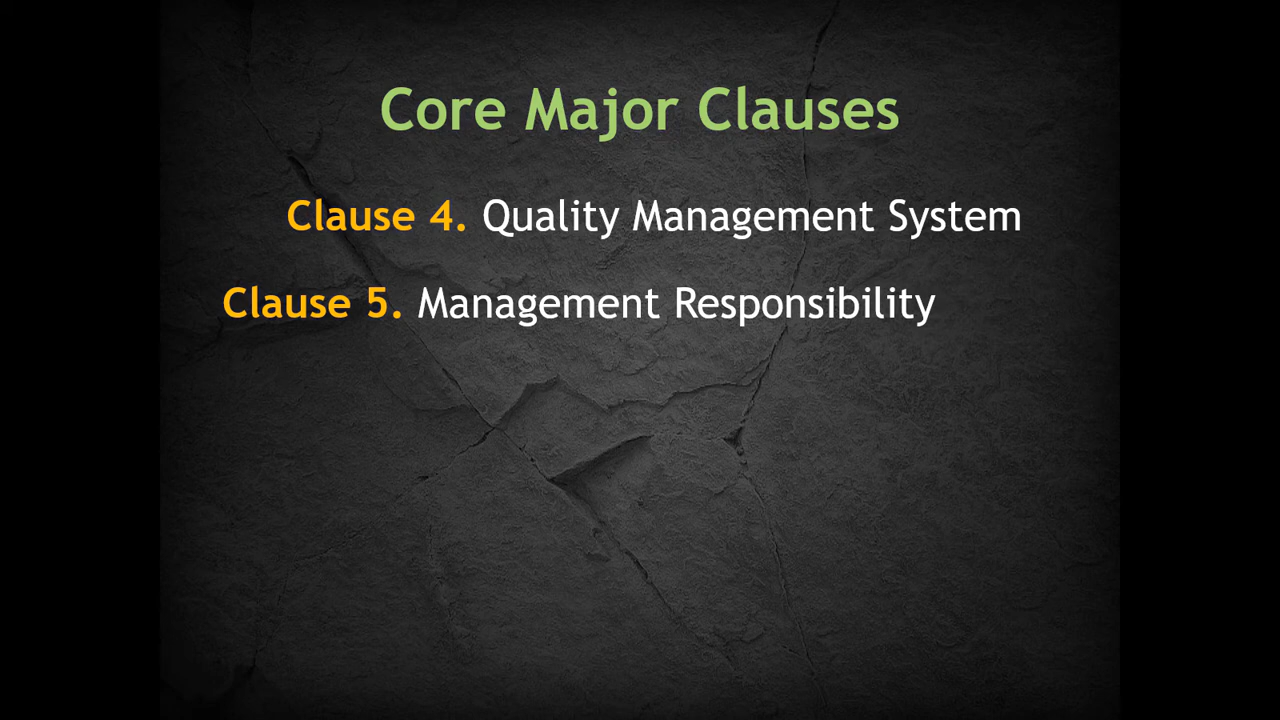 Core Major Clauses
Clause 4. Quality Management System
Clause 5. Management Responsibility